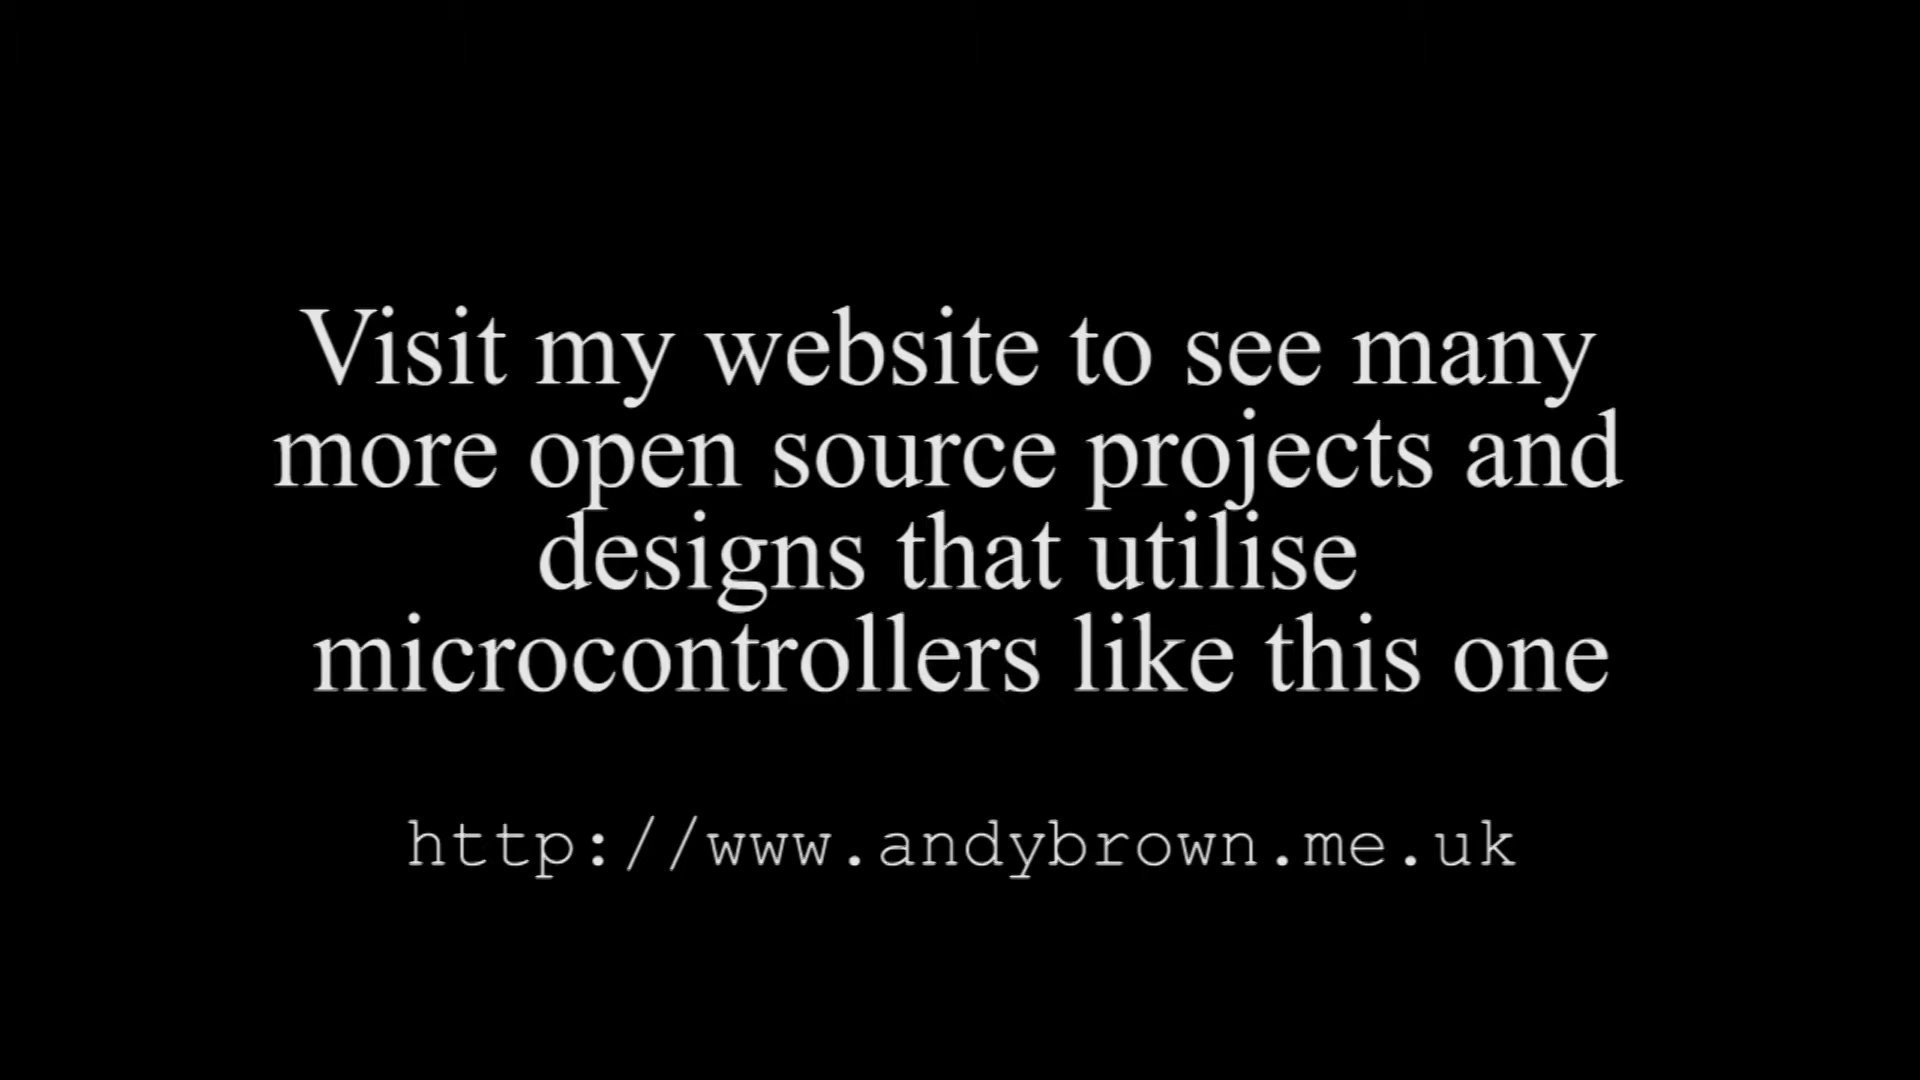 Visit my website to see many
more open source projects and
designs that utilise
microcontrollers like this one
http://www.andybrown.me.uk